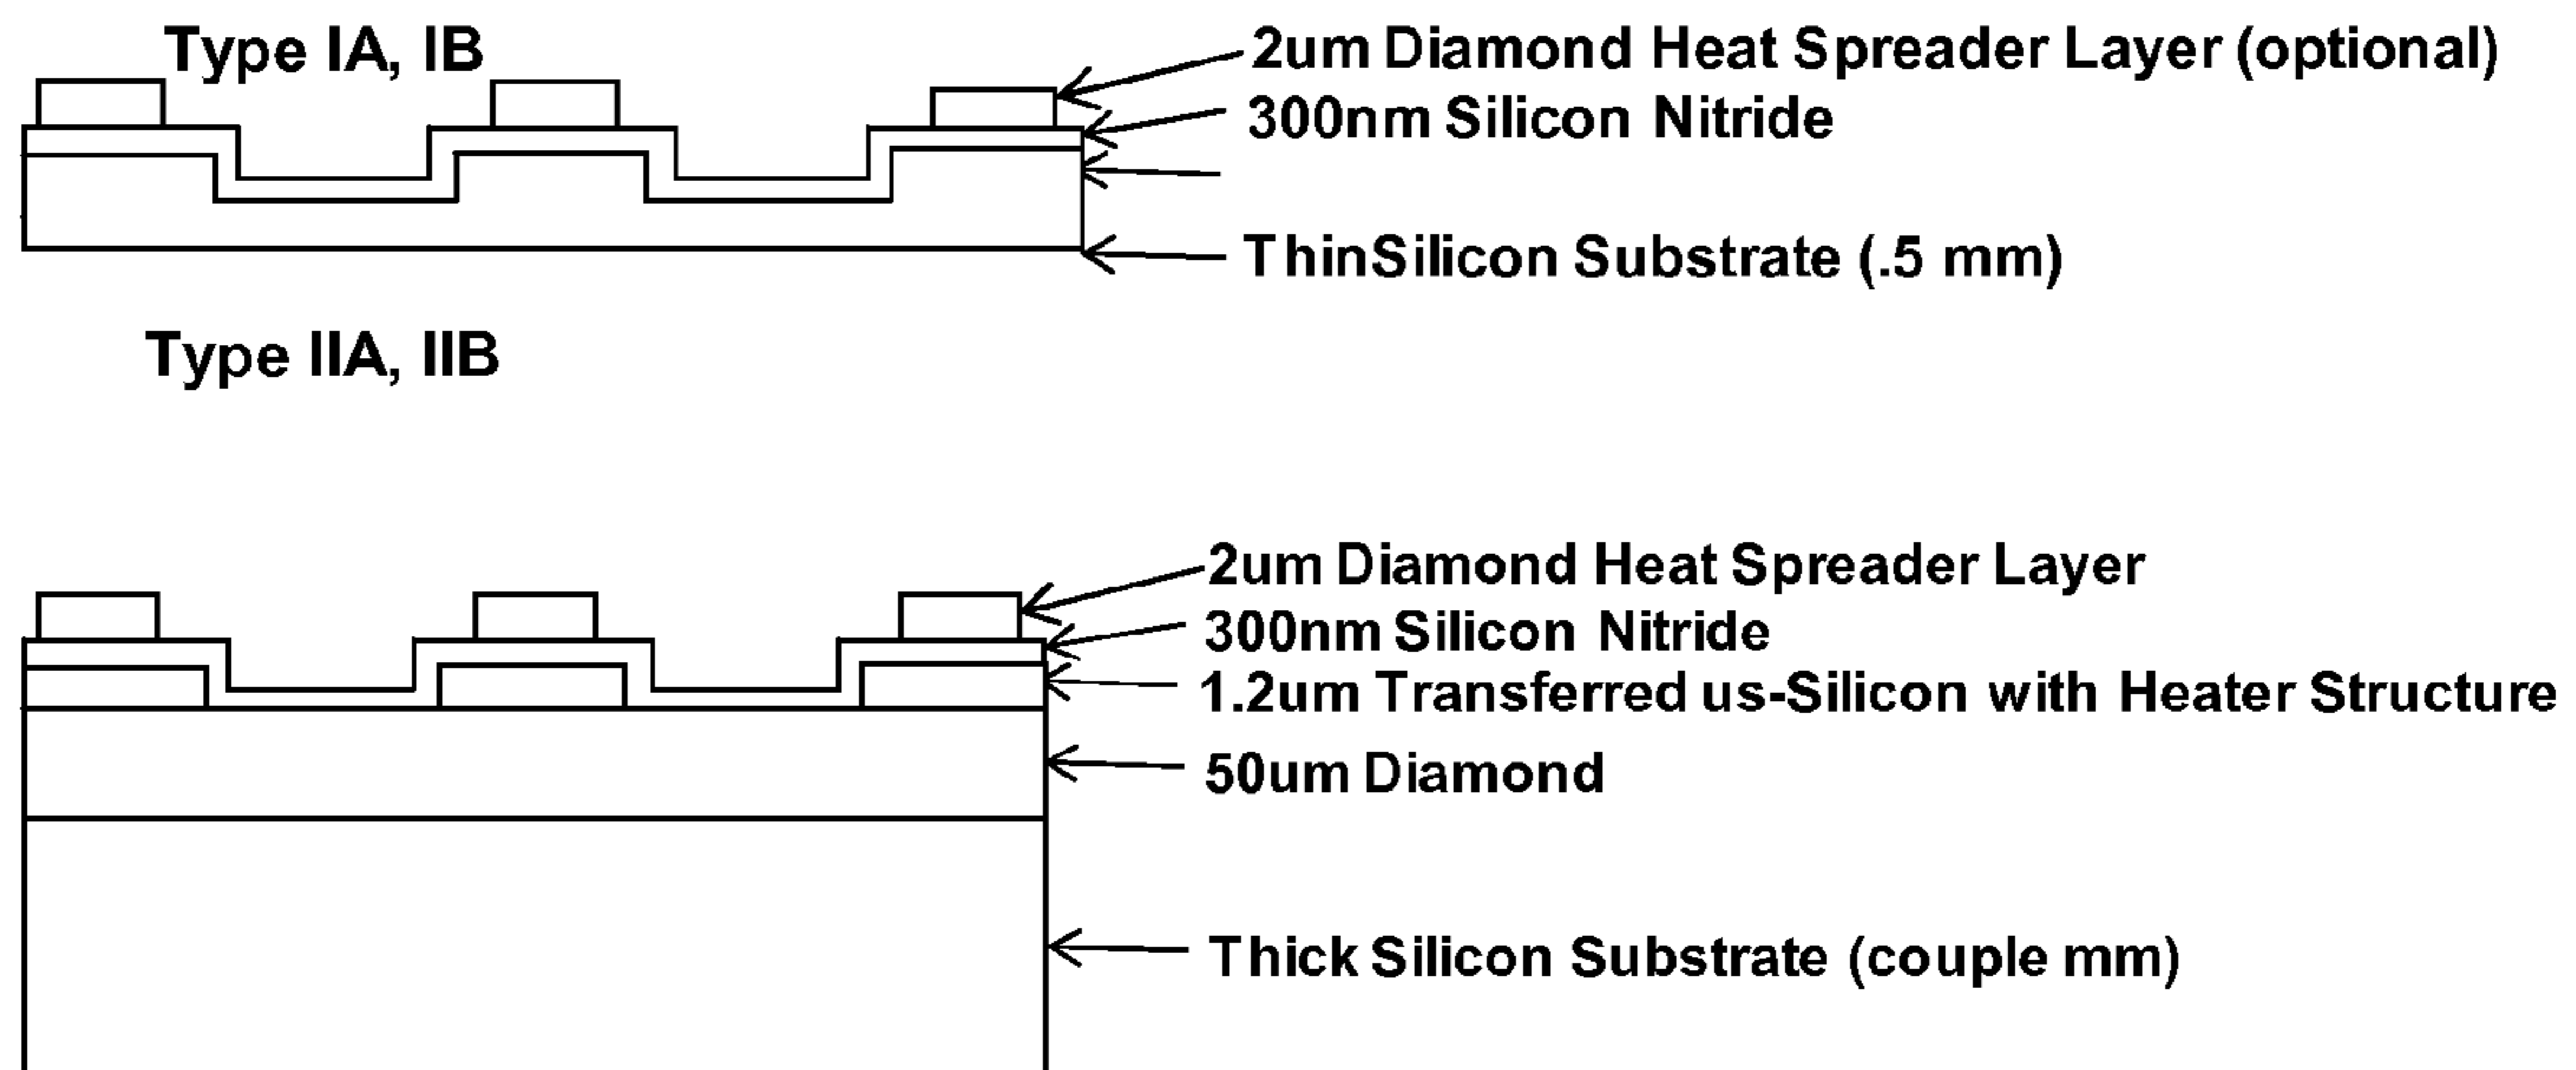 Type IA, IB
2um Diamond Heat Spreader Layer (optional)
300nm Silicon Nitride
ThinSilicon Substrate (.5 mm)
Type IIA, IIB
2um Diamond Heat Spreader Layer
300nm Silicon Nitride
1.2um Transferred us-Silicon with Heater Structure
50um Diamond
Thick Silicon Substrate (couple mm)